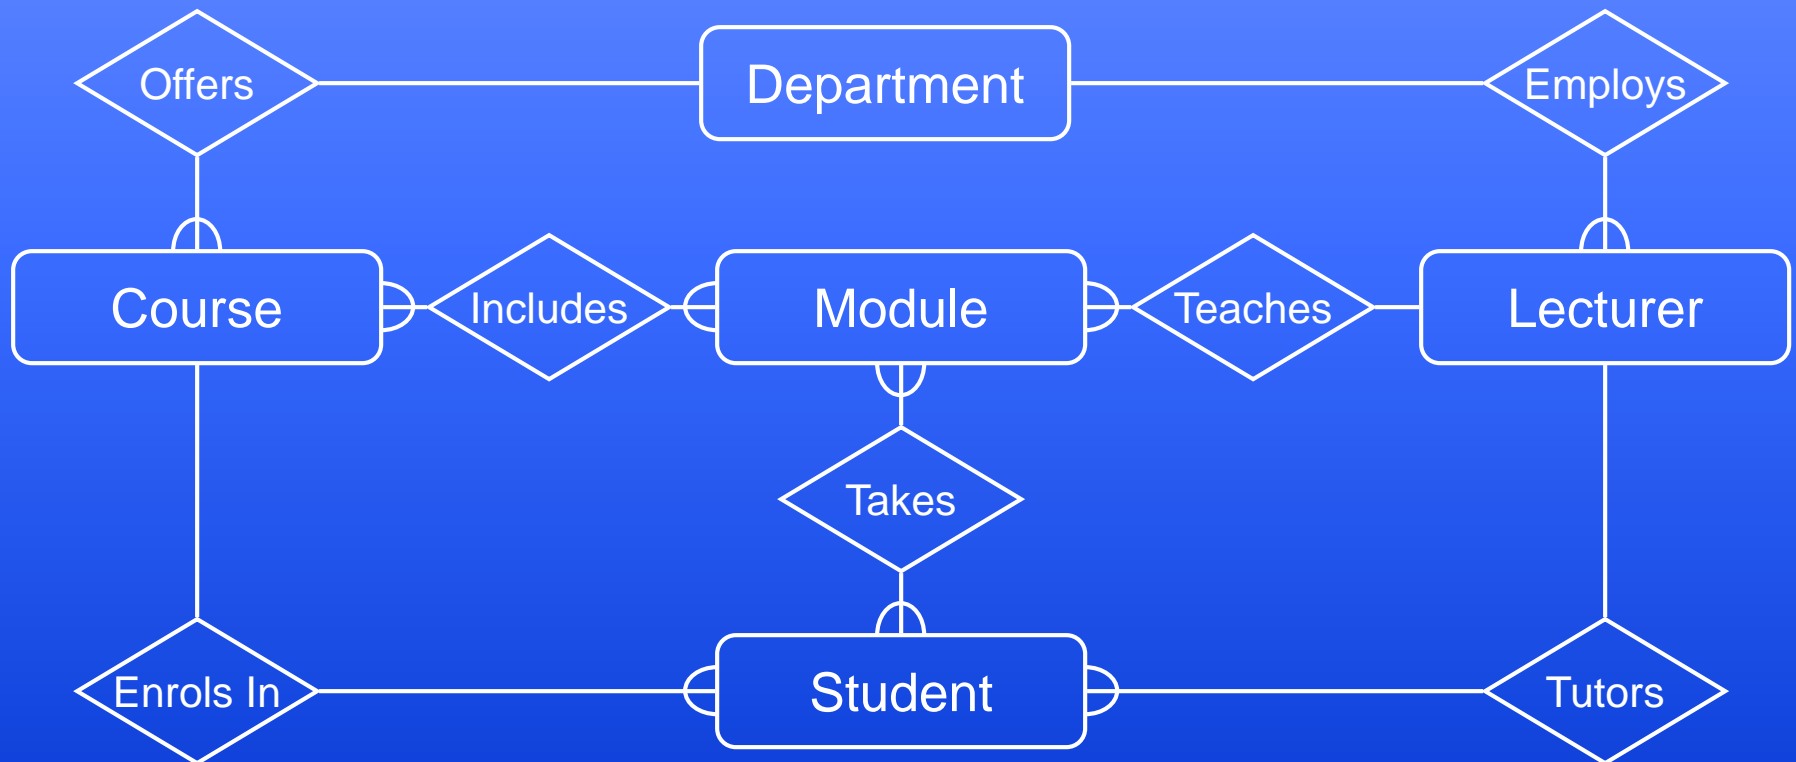 Offers
Department
Employs
Course
Includes
Module
Teaches
Lecturer
Takes
Enrols In
Student
Tutors